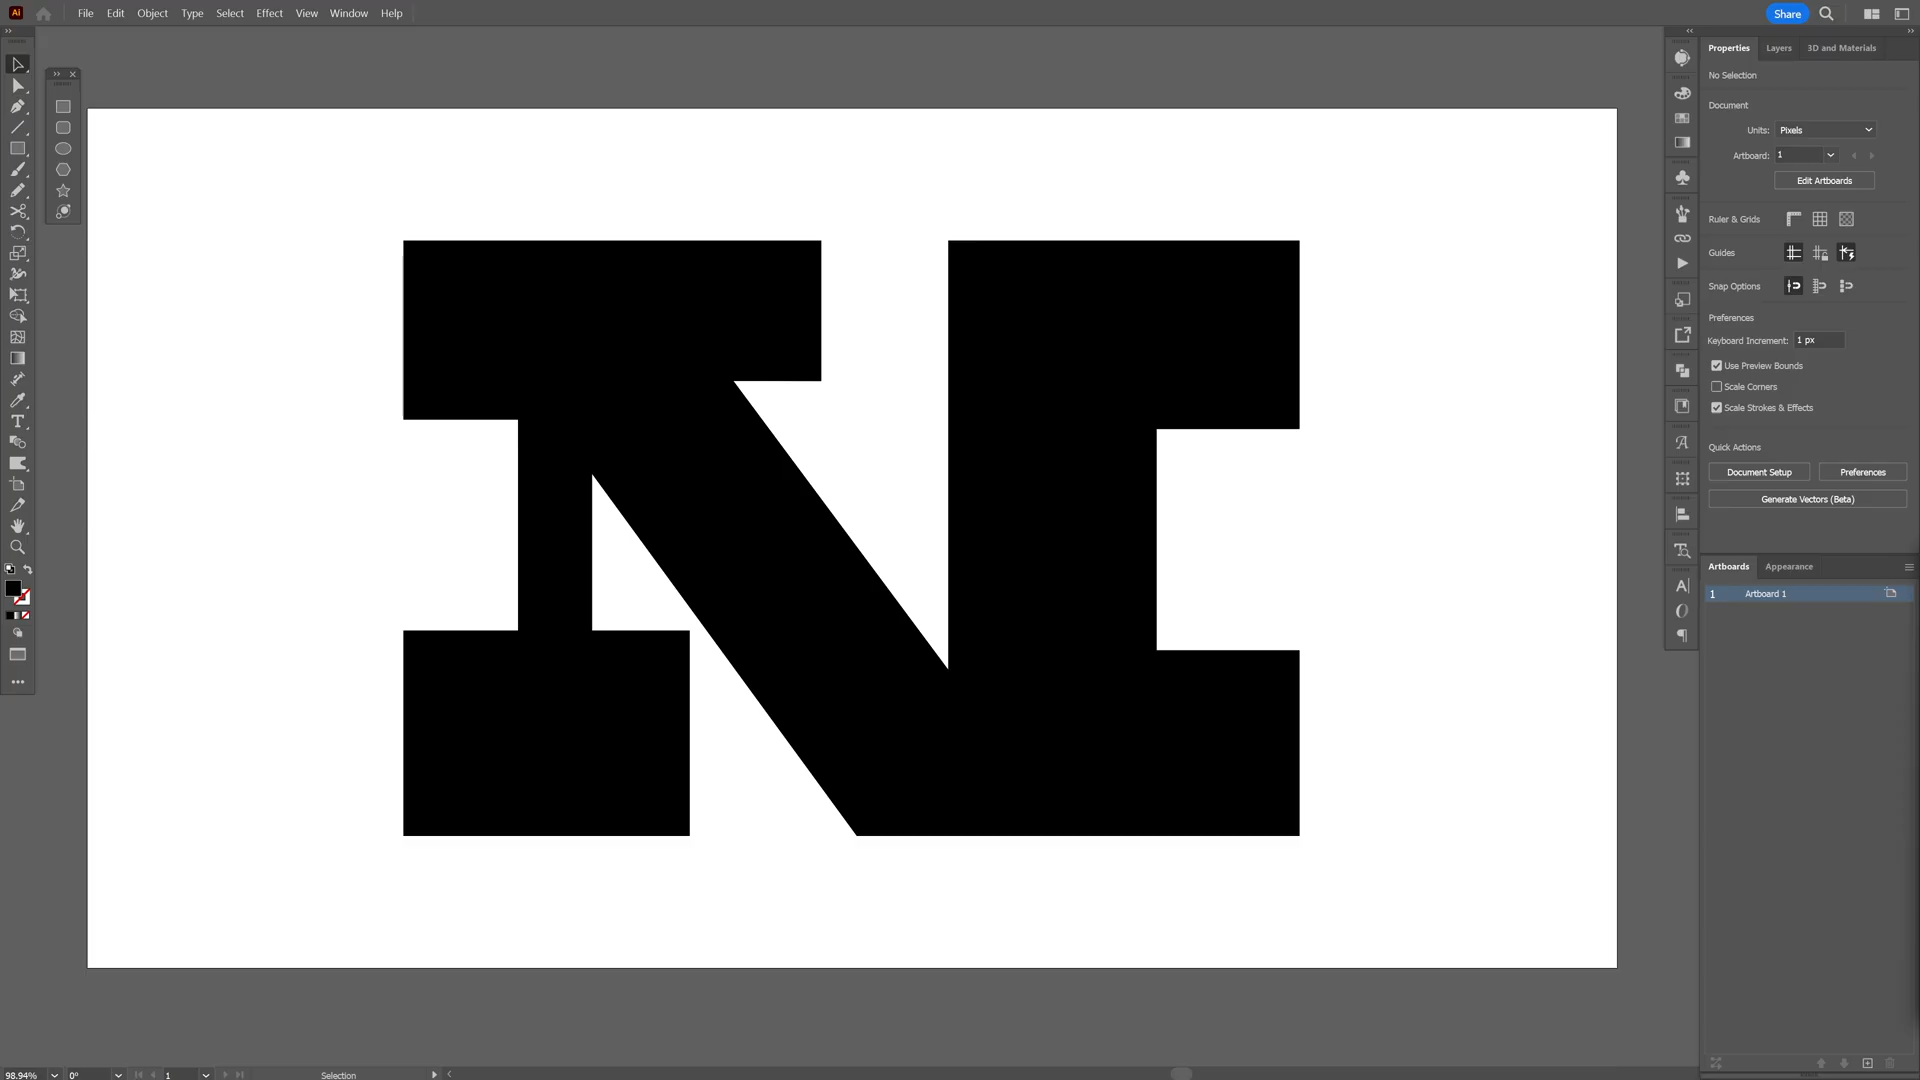 Ai File Edit Object Type Select Effect View Window Help Share
Properties Layers 3D and Materials
No Selection
Document
Units: Pixels
Artboard: 1
Edit Artboards
Ruler & Grids
Guides
Snap Options
Preferences
Keyboard Increment: 1 px
Use Preview Bounds
Scale Corners
Scale Strokes & Effects
Quick Actions
Document Setup Preferences
Generate Vectors (Beta)
Artboards Appearance
1 Artboard 1
N
98.94% 0° 1 Selection